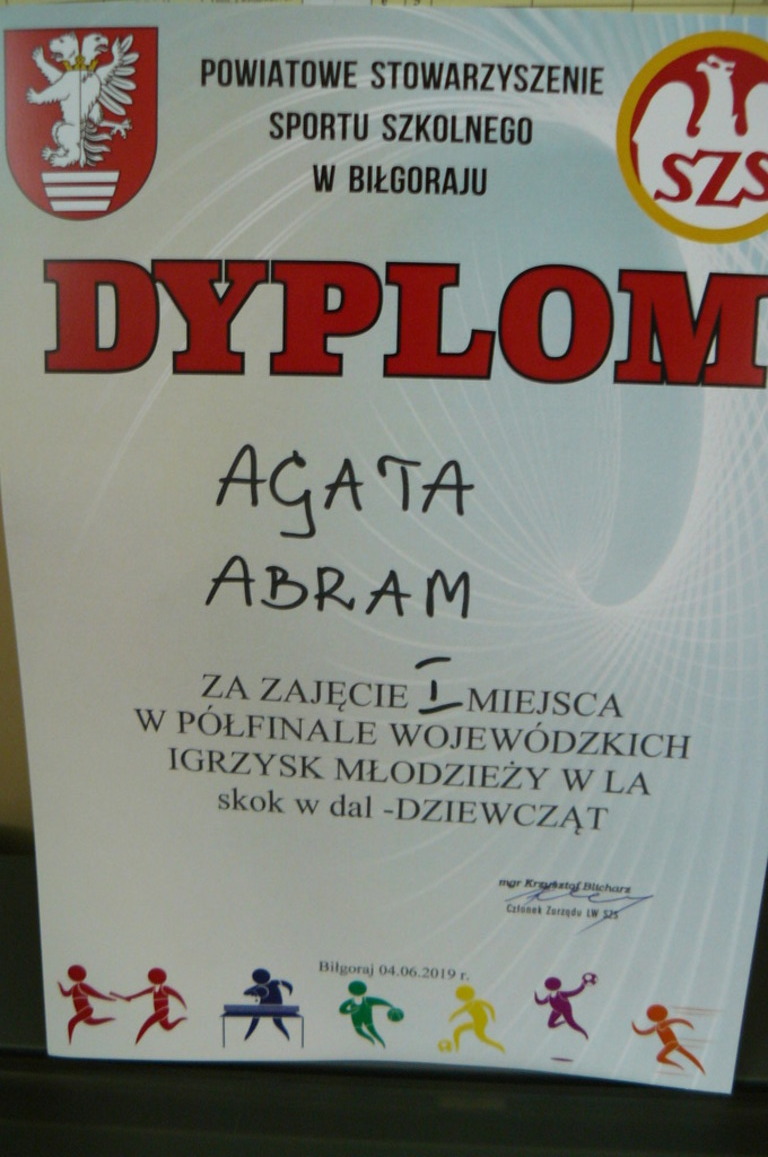 POWIATOWE STOWARZYSZENIE
SPORTU SZKOLNEGO
W BIŁGORAJU
SZS
DYPLOM
AGATA
ABRAM
ZA ZAJĘCIE I MIEJSCA
W PÓŁFINALE WOJEWÓDZKICH
IGRZYSK MŁODZIEŻY W LA
skok w dal -DZIEWCZĄT
mgr Krzysztof Blicharz
Członek Zarządu LW SZS
Biłgoraj 04.06.2019 r.